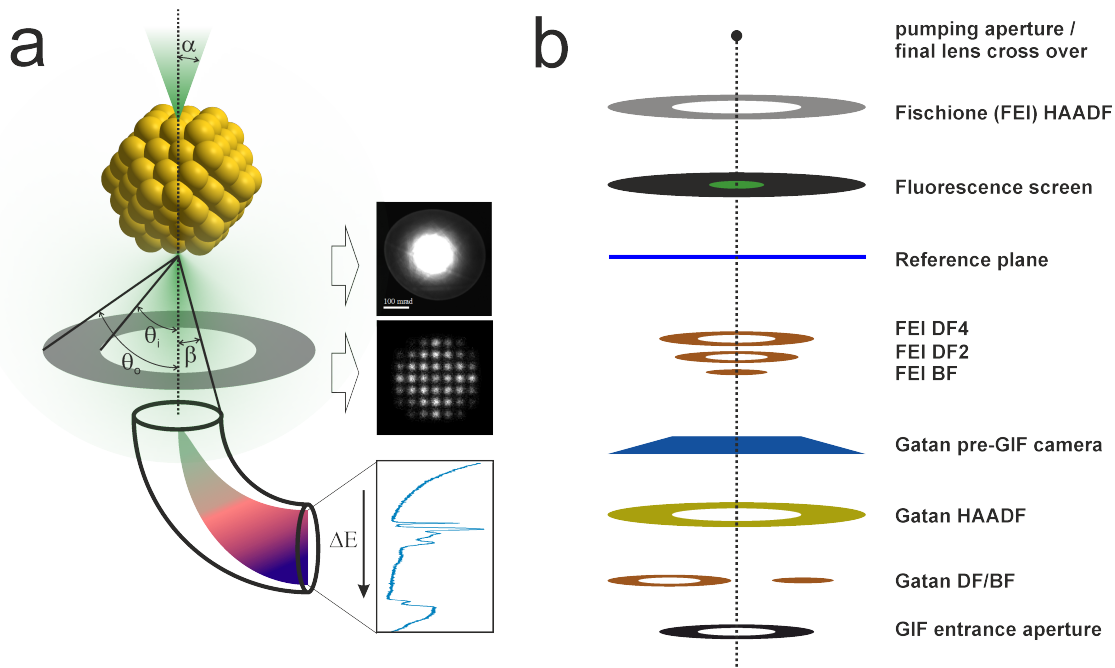 a
α
θi
β
θo
100 mrad
ΔE
b
pumping aperture /
final lens cross over
Fischione (FEI) HAADF
Fluorescence screen
Reference plane
FEI DF4
FEI DF2
FEI BF
Gatan pre-GIF camera
Gatan HAADF
Gatan DF/BF
GIF entrance aperture